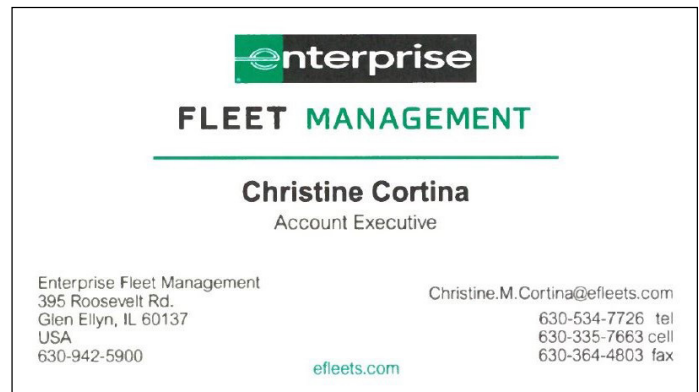 enterprise
FLEET MANAGEMENT
Christine Cortina
Account Executive
Enterprise Fleet Management
395 Roosevelt Rd.
Glen Ellyn, IL 60137
USA
630-942-5900
efleets.com
Christine.M.Cortina@efleets.com
630-534-7726 tel
630-335-7663 cell
630-364-4803 fax